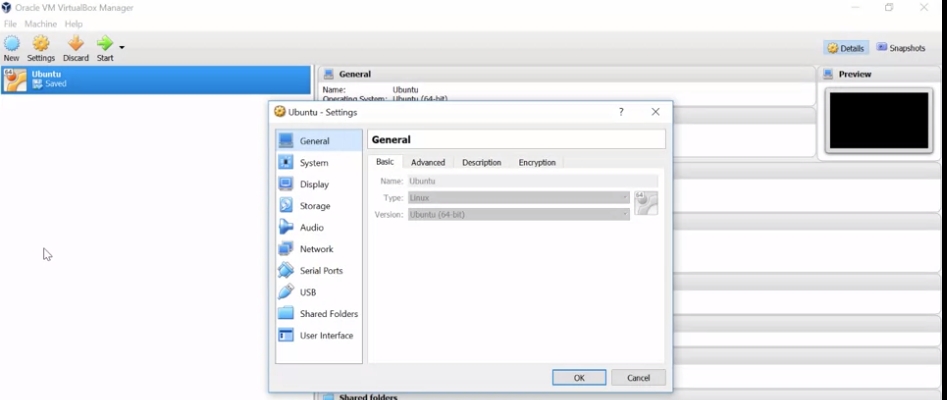 Oracle VM VirtualBox Manager
File Machine Help
New Settings Discard Start
Details Snapshots
64
Ubuntu
Saved
General
Name: Ubuntu
Operating System: Ubuntu (64-bit)
Preview
Ubuntu - Settings ?
General
System
Display
Storage
Audio
Network
Serial Ports
USB
Shared Folders
User Interface
General
Basic Advanced Description Encryption
Name: Ubuntu
Type: Linux
64
Version: Ubuntu (64-bit)
OK Cancel
Shared folders